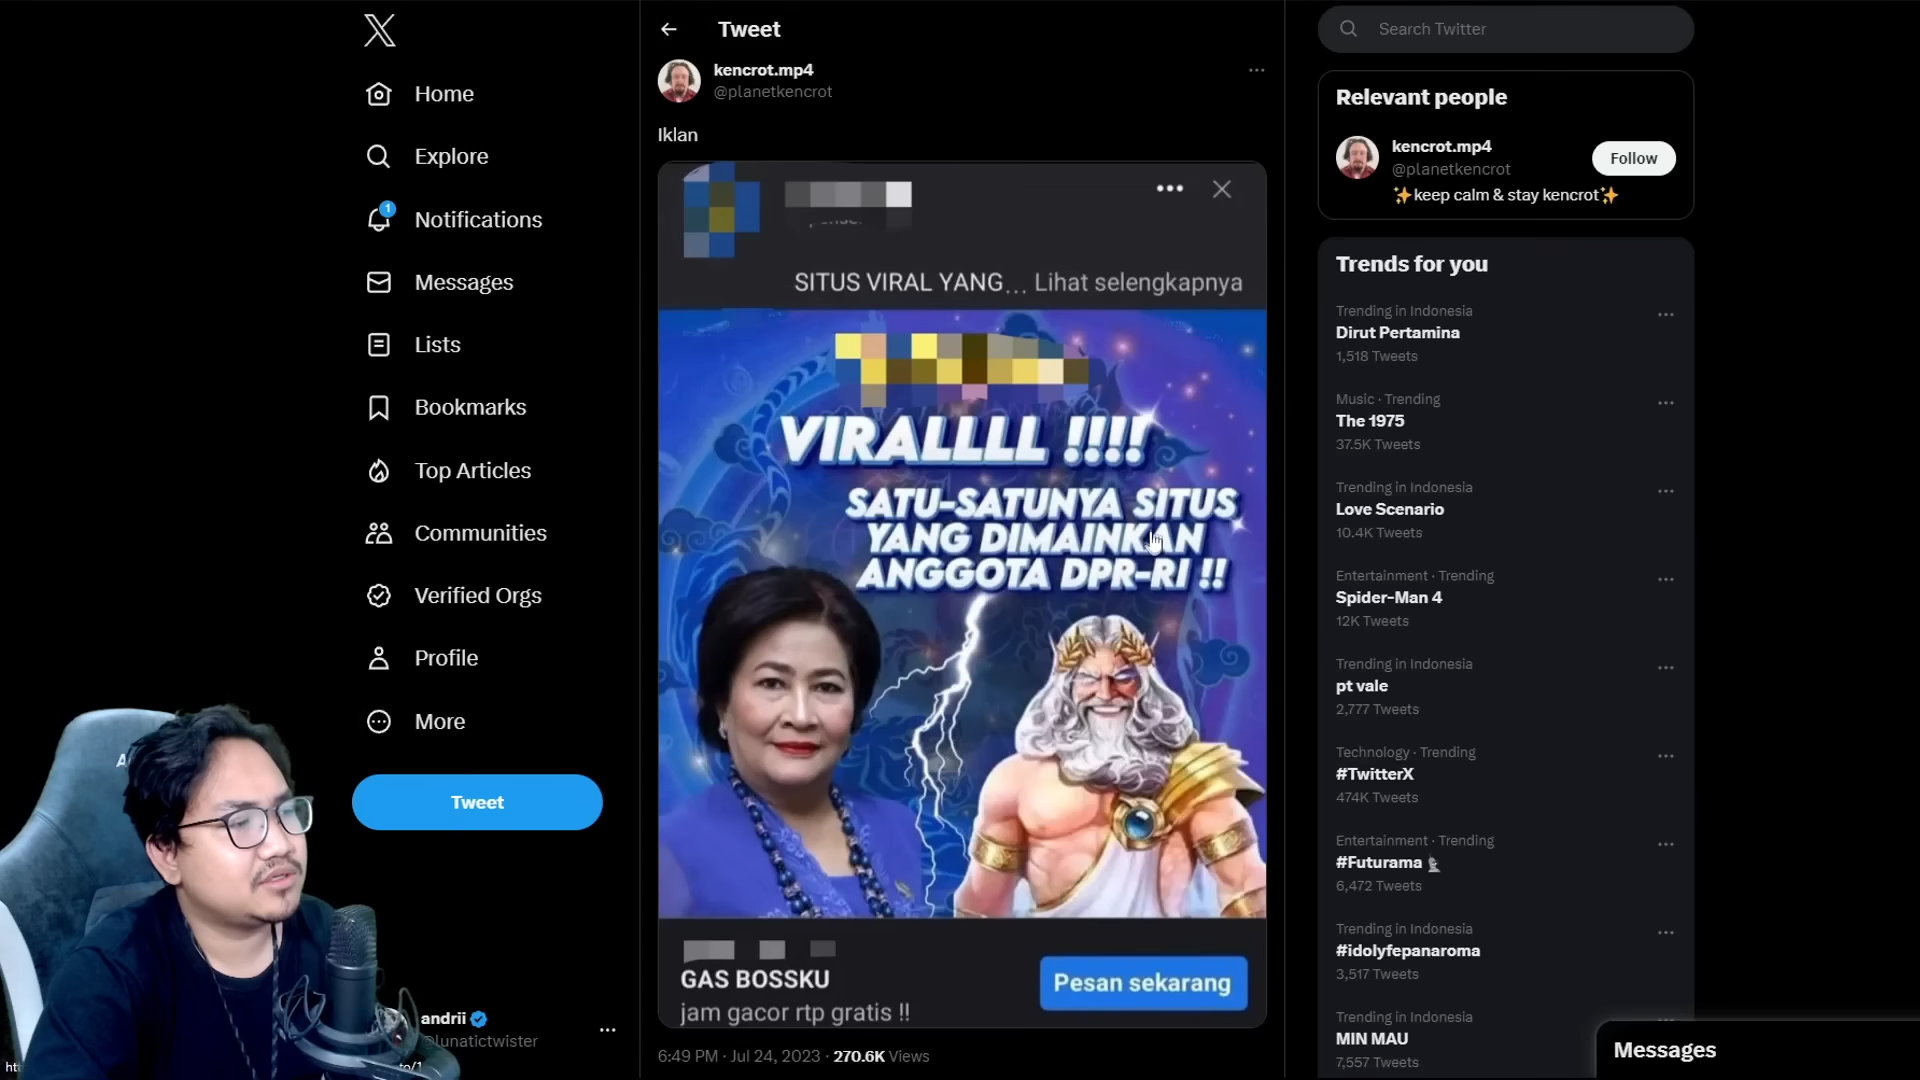 Home
Explore
1
Notifications
Messages
Lists
Bookmarks
Top Articles
Communities
Verified Orgs
Profile
More
Tweet
andrii
@lunatictwister
Tweet
kencrot.mp4
@planetkencrot
Iklan
SITUS VIRAL YANG... Lihat selengkapnya
VIRALLLL !!!!
SATU-SATUNYA SITUS
YANG DIMAINKAN
ANGGOTA DPR-RI !!
GAS BOSSKU
Pesan sekarang
jam gacor rtp gratis !!
6:49 PM · Jul 24, 2023 · 270.6K Views
Search Twitter
Relevant people
kencrot.mp4
@planetkencrot
Follow
✨keep calm & stay kencrot✨
Trends for you
Trending in Indonesia
Dirut Pertamina
1,518 Tweets
Music · Trending
The 1975
37.5K Tweets
Trending in Indonesia
Love Scenario
10.4K Tweets
Entertainment · Trending
Spider-Man 4
12K Tweets
Trending in Indonesia
pt vale
2,777 Tweets
Technology · Trending
#TwitterX
474K Tweets
Entertainment · Trending
#Futurama
6,472 Tweets
Trending in Indonesia
#idolyfepanaroma
3,517 Tweets
Trending in Indonesia
MIN MAU
7,557 Tweets
Messages